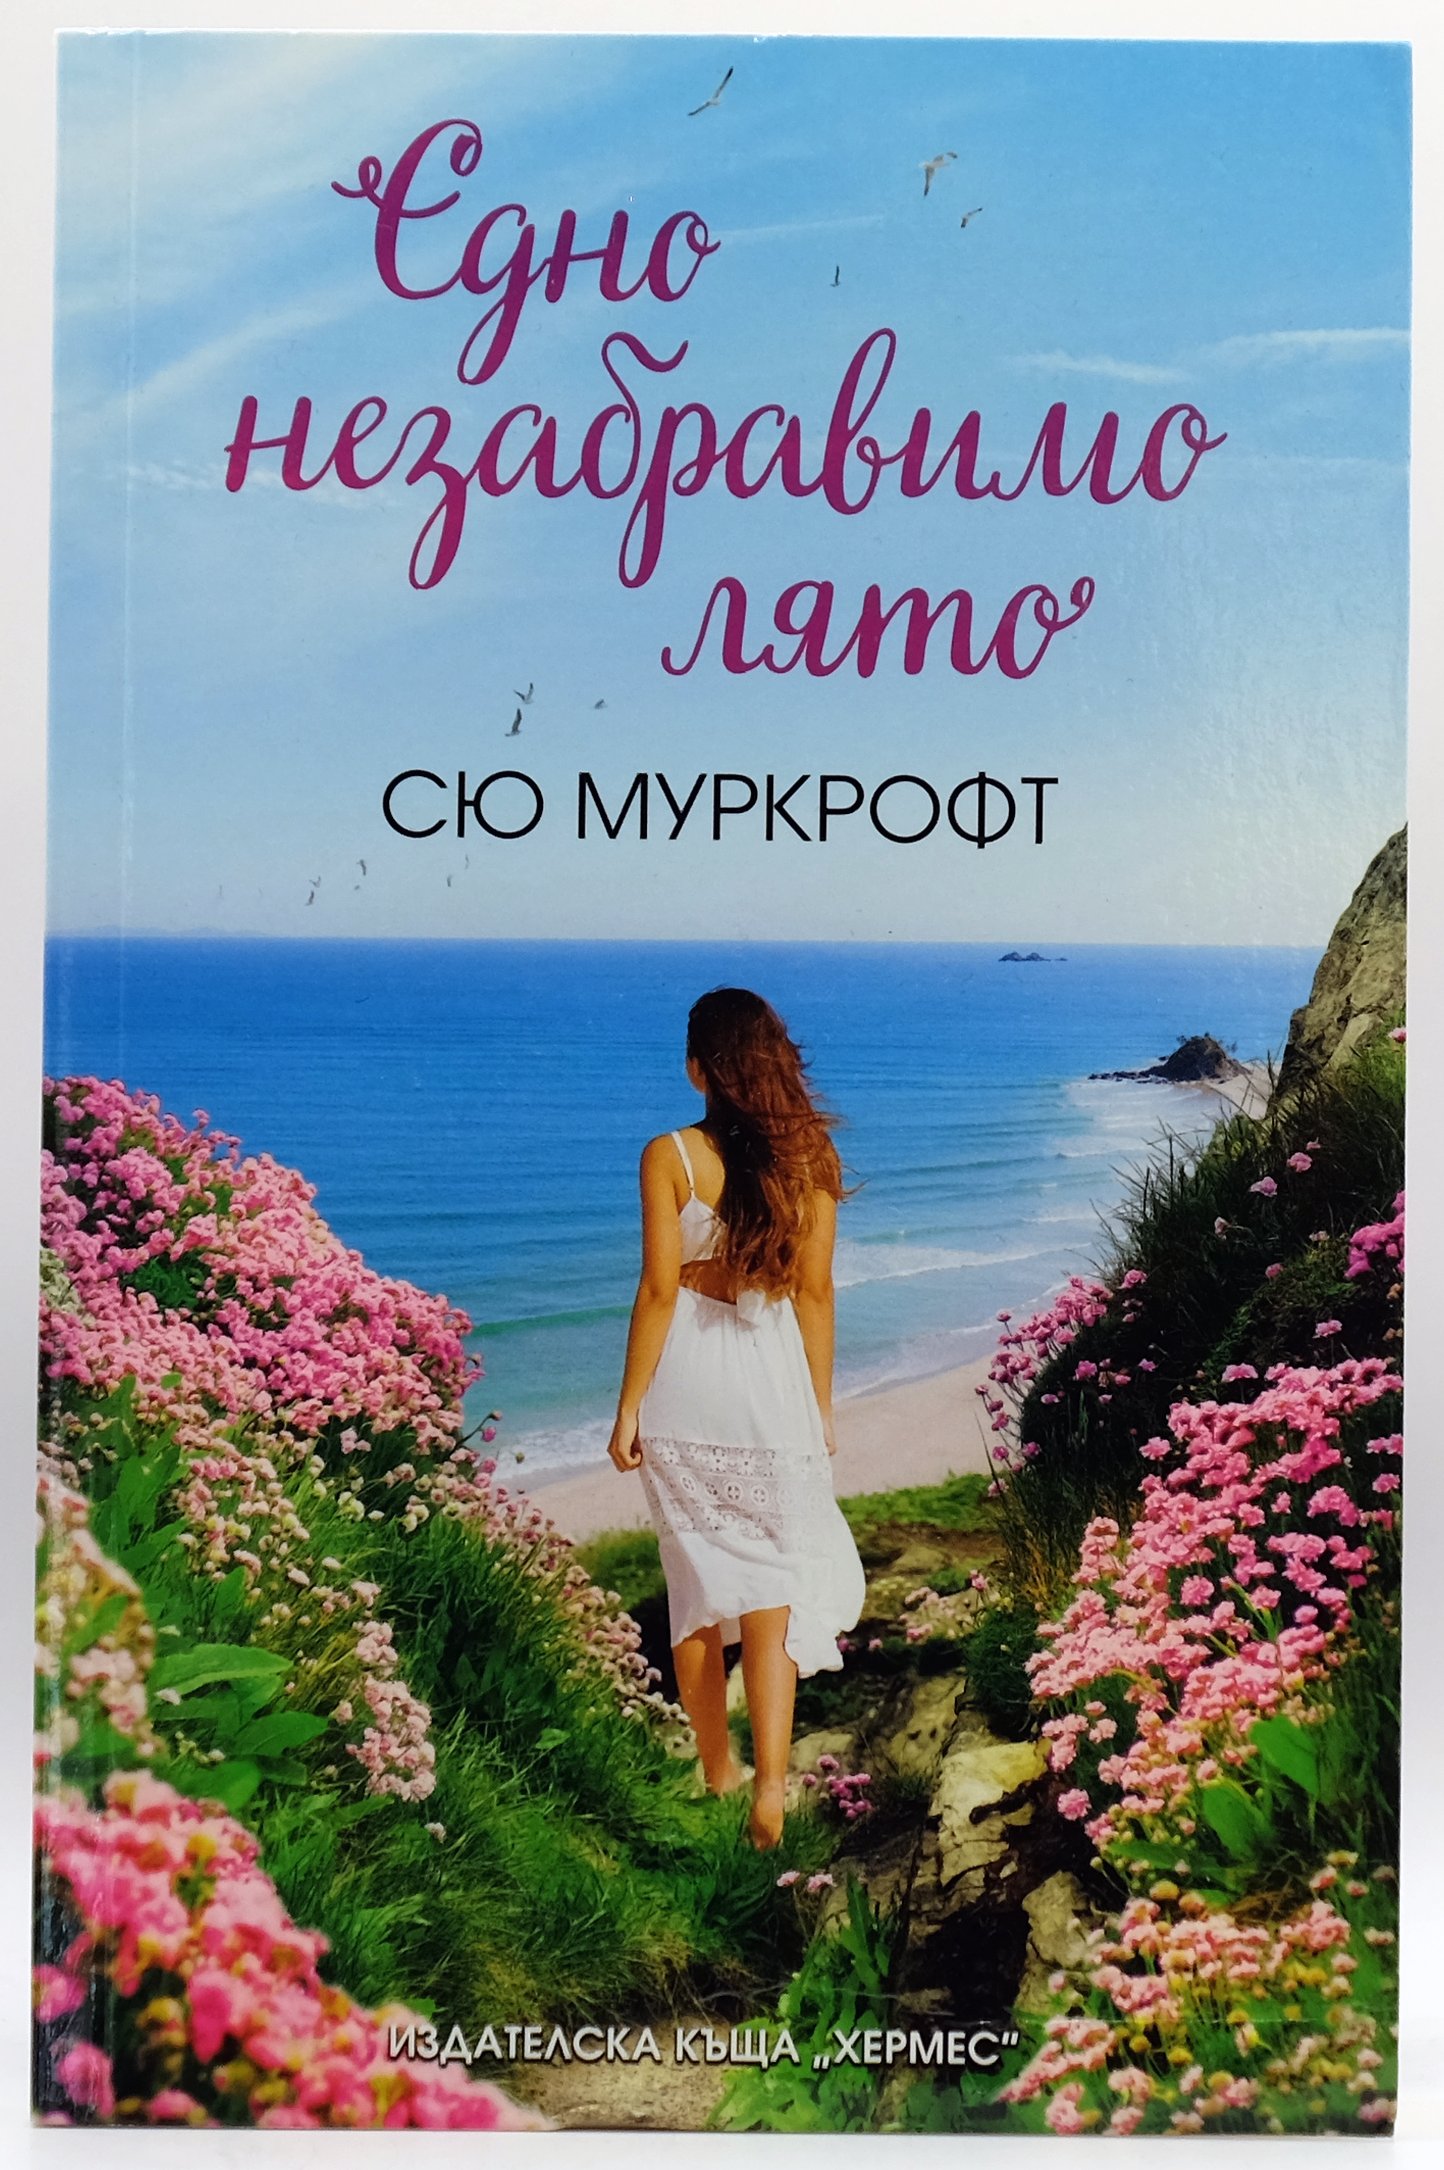 Едно
незабравимо
лято
СЮ МУРКРОФТ
ИЗДАТЕЛСКА КЪЩА „ХЕРМЕС“